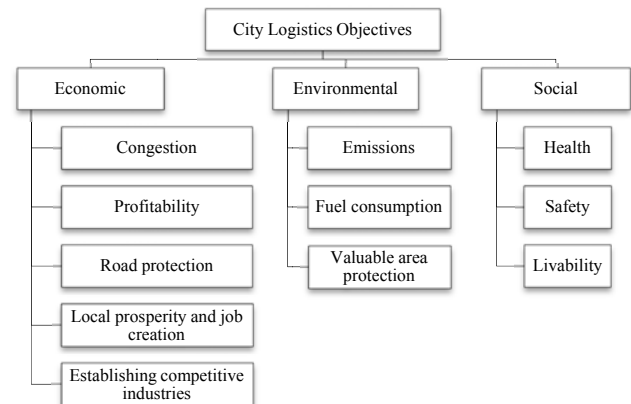 City Logistics Objectives
Economic
Congestion
Profitability
Road protection
Local prosperity and job
creation
Establishing competitive
industries
Environmental
Emissions
Fuel consumption
Valuable area
protection
Social
Health
Safety
Livability